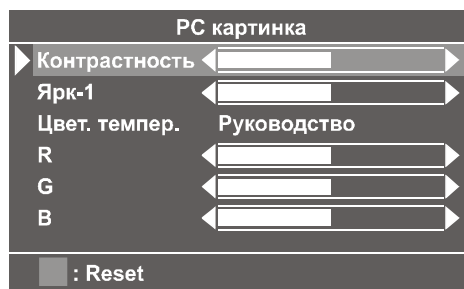 PC картинка
Контрастность
Ярк-1
Цвет. темпер. Руководство
R
G
B
: Reset